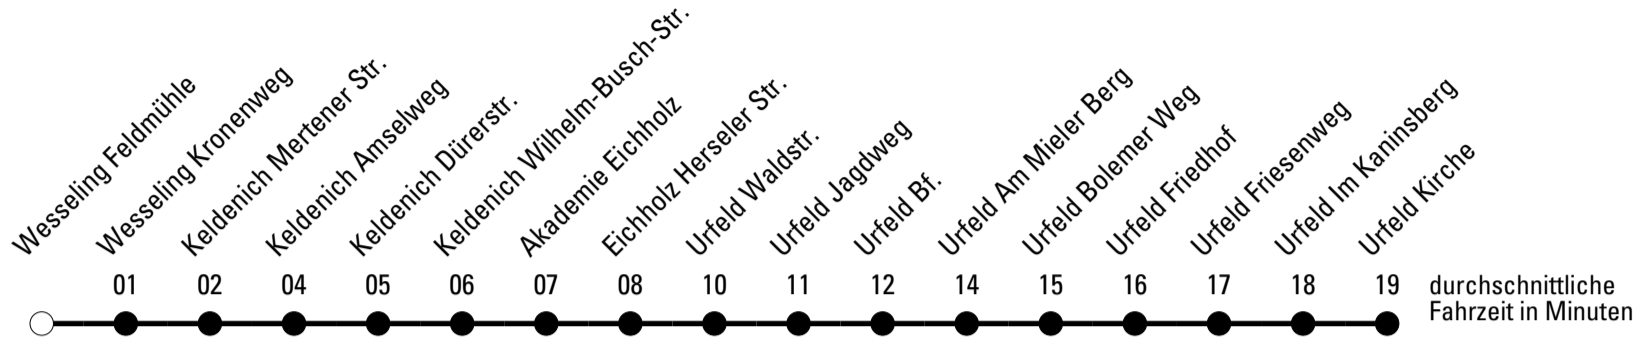 Wesseling Feldmühle
Wesseling Kronenweg
Keldenich Mertener Str.
Keldenich Amselweg
Keldenich Dürerstr.
Keldenich Wilhelm-Busch-Str.
Akademie Eichholz
Eichholz Herseler Str.
Urfeld Waldstr.
Urfeld Jagdweg
Urfeld Bf.
Urfeld Am Mieler Berg
Urfeld Bolemer Weg
Urfeld Friedhof
Urfeld Friesenweg
Urfeld Im Kaninsberg
Urfeld Kirche
01 02 04 05 06 07 08 10 11 12 14 15 16 17 18 19 durchschnittliche
Fahrzeit in Minuten